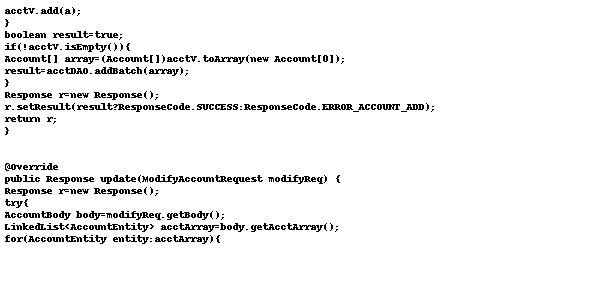 acctV.add(a);
}
boolean result=true;
if(!acctV.isEmpty()){
Account[] array=(Account[])acctV.toArray(new Account[0]);
result=acctDAO.addBatch(array);
}
Response r=new Response();
r.setResult(result?ResponseCode.SUCCESS:ResponseCode.ERROR_ACCOUNT_ADD);
return r;
}
@Override
public Response update(ModifyAccountRequest modifyReq) {
Response r=new Response();
try{
AccountBody body=modifyReq.getBody();
LinkedList<AccountEntity> acctArray=body.getAcctArray();
for(AccountEntity entity:acctArray){